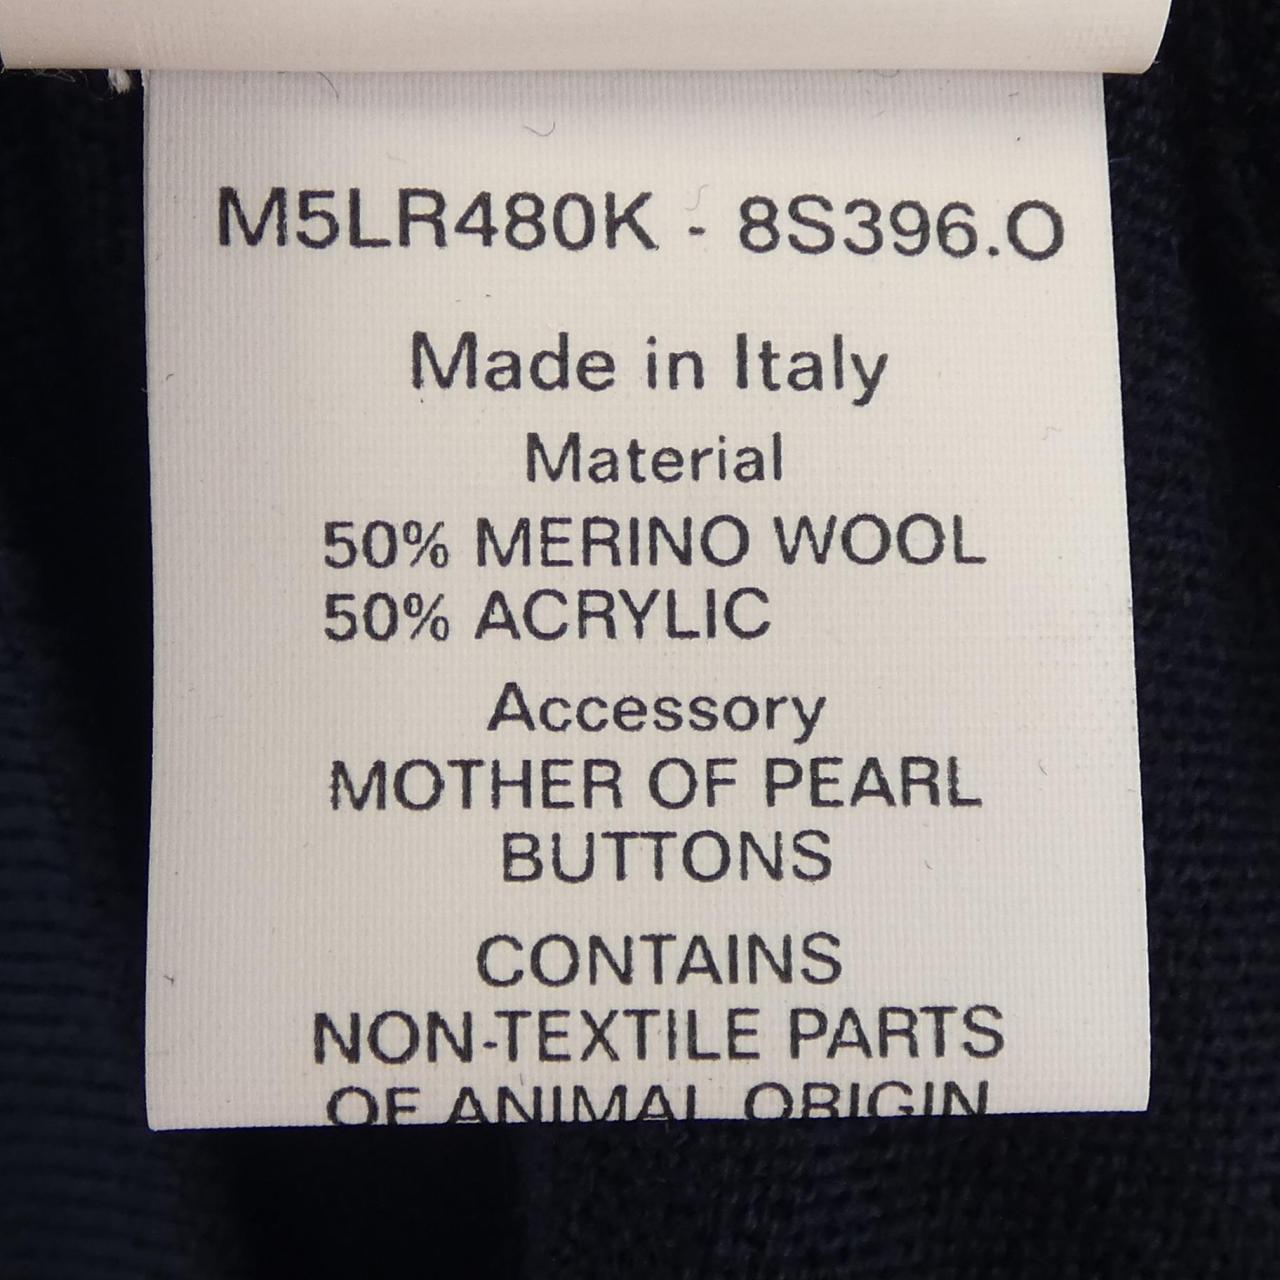 M5LR480K - 8S396.O
Made in Italy
Material
50% MERINO WOOL
50% ACRYLIC
Accessory
MOTHER OF PEARL
BUTTONS
CONTAINS
NON-TEXTILE PARTS
OF ANIMAL ORIGIN